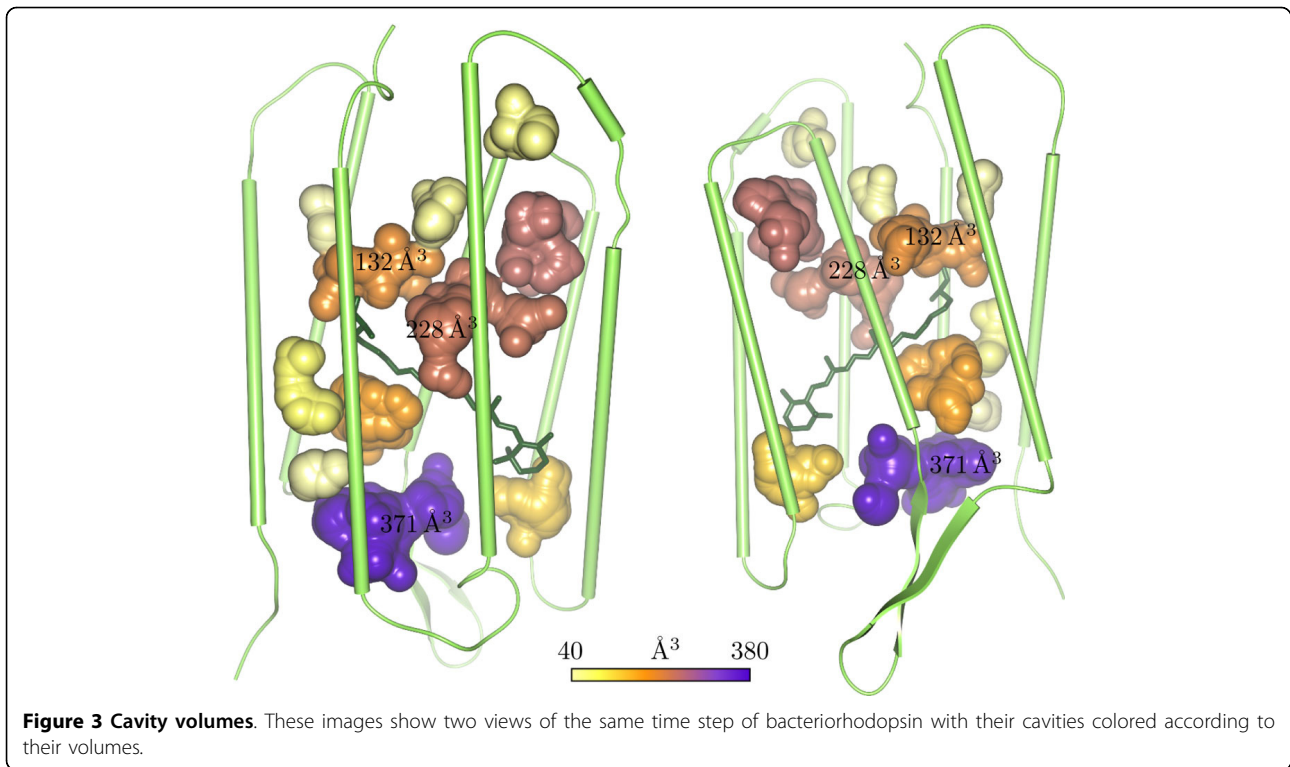 132 Å³
228 Å³
371 Å³
132 Å³
228 Å³
371 Å³
40 Å³ 380
Figure 3 Cavity volumes. These images show two views of the same time step of bacteriorhodopsin with their cavities colored according to
their volumes.